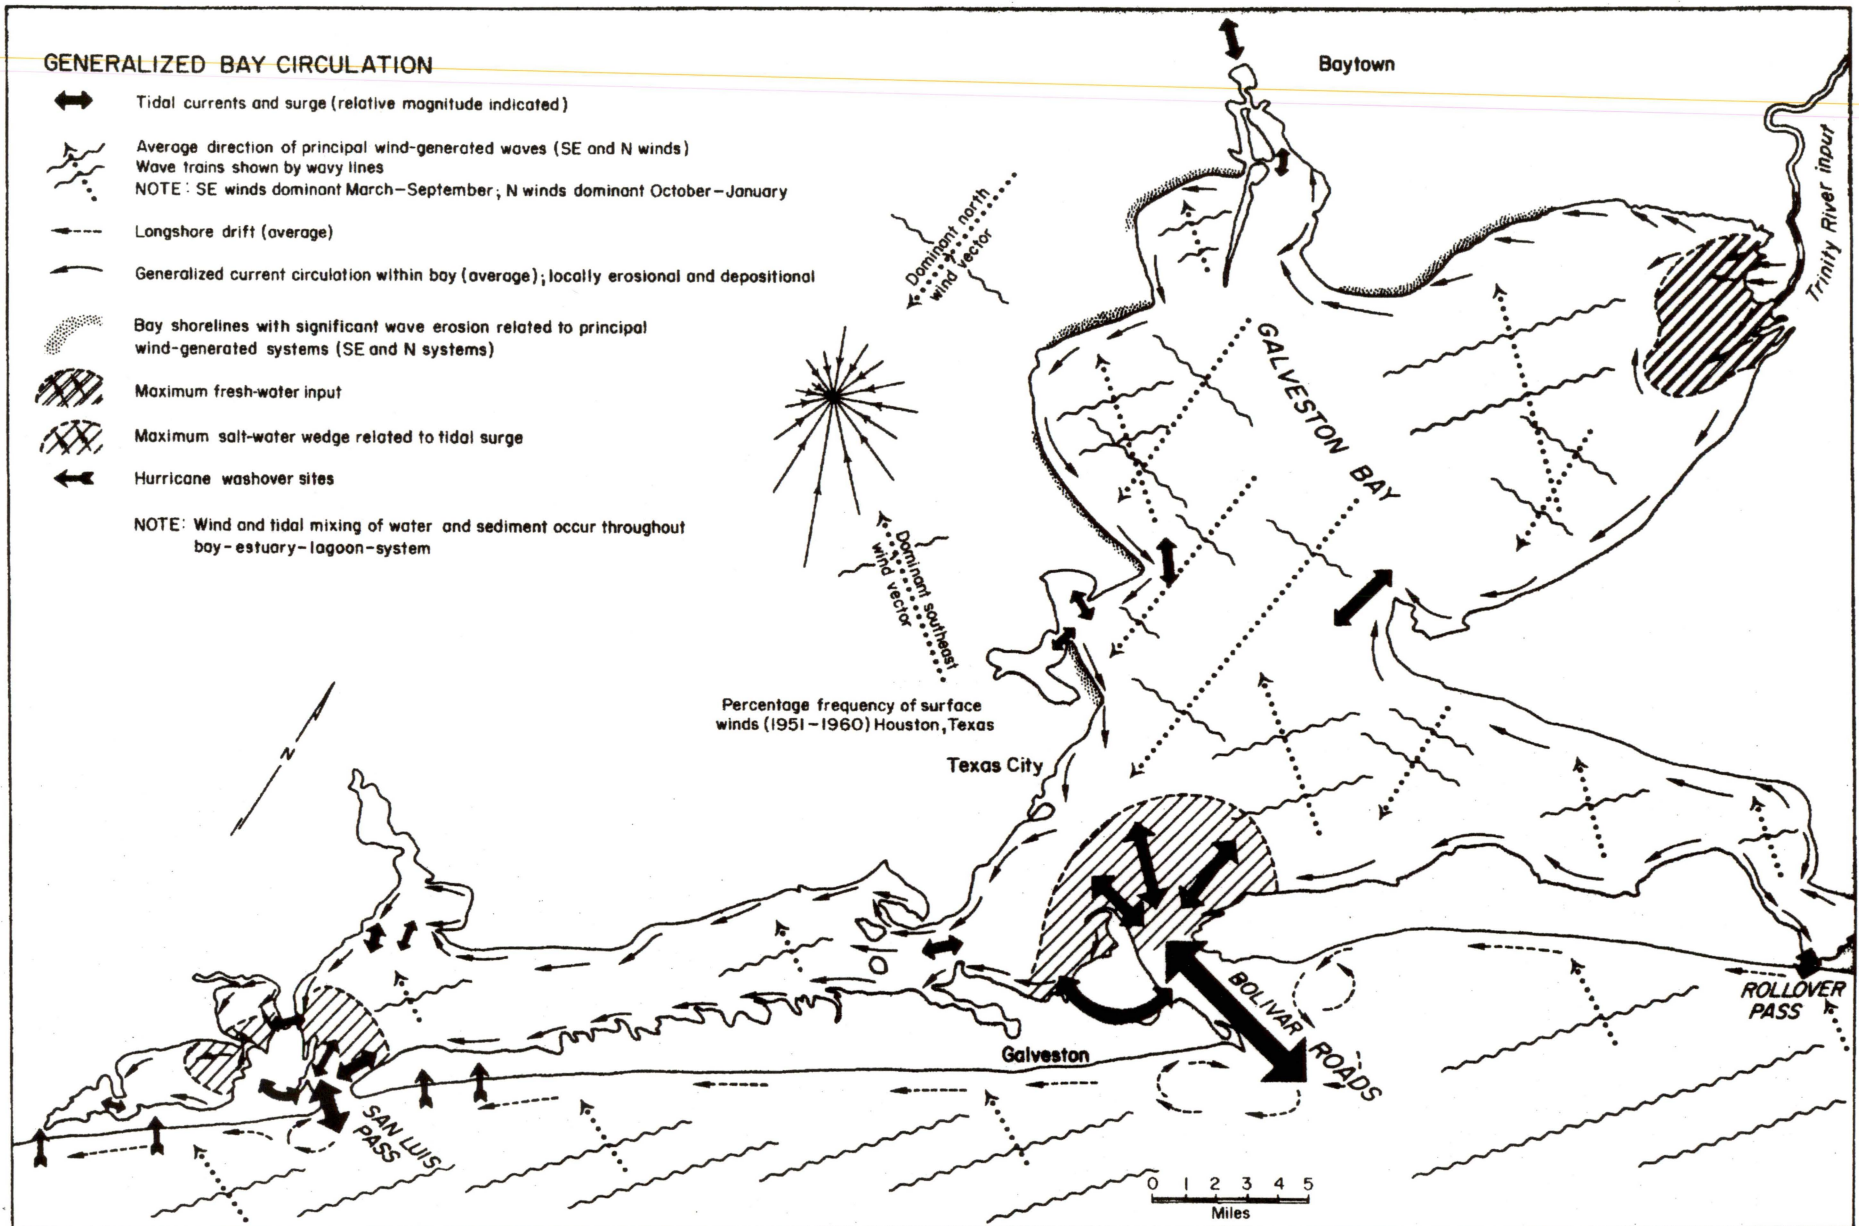 GENERALIZED BAY CIRCULATION
Tidal currents and surge (relative magnitude indicated)
Average direction of principal wind-generated waves (SE and N winds)
Wave trains shown by wavy lines
NOTE: SE winds dominant March–September; N winds dominant October–January
Longshore drift (average)
Generalized current circulation within bay (average); locally erosional and depositional
Bay shorelines with significant wave erosion related to principal
wind-generated systems (SE and N systems)
Maximum fresh-water input
Maximum salt-water wedge related to tidal surge
Hurricane washover sites
NOTE: Wind and tidal mixing of water and sediment occur throughout
bay-estuary-lagoon-system
Baytown
Trinity River input
Dominant north
wind vector
GALVESTON BAY
Dominant southeast
wind vector
Percentage frequency of surface
winds (1951–1960) Houston, Texas
N
Texas City
BOLIVAR ROADS
ROLLOVER
PASS
Galveston
SAN LUIS
PASS
0 1 2 3 4 5
Miles